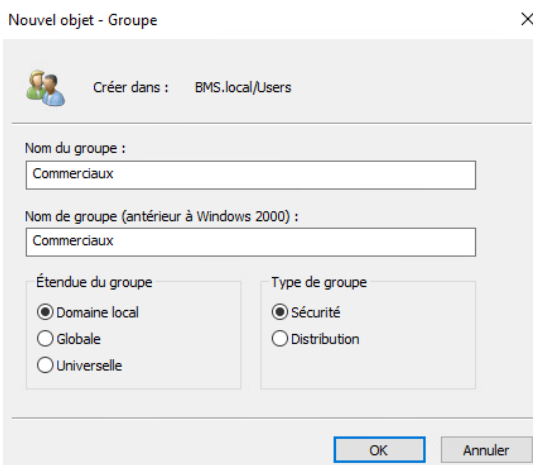 Nouvel objet - Groupe
Créer dans : BMS.local/Users
Nom du groupe :
Commerciaux
Nom de groupe (antérieur à Windows 2000) :
Commerciaux
Étendue du groupe
Domaine local
Globale
Universelle
Type de groupe
Sécurité
Distribution
OK Annuler